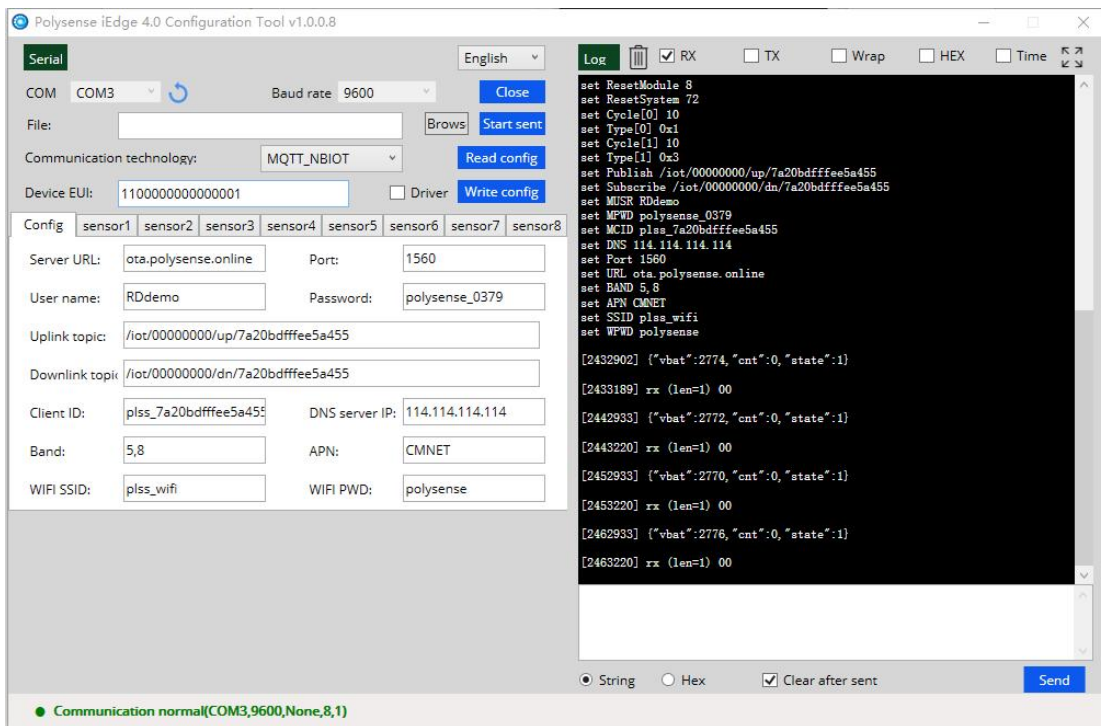 Polysense iEdge 4.0 Configuration Tool v1.0.0.8
Serial
English
COM COM3 Baud rate 9600 Close
File: Brows Start sent
Communication technology: MQTT_NBIOT Read config
Device EUI: 1100000000000001 Driver Write config
Config sensor1 sensor2 sensor3 sensor4 sensor5 sensor6 sensor7 sensor8
Server URL: ota.polysense.online Port: 1560
User name: RDdemo Password: polysense_0379
Uplink topic: /iot/00000000/up/7a20bdfffee5a455
Downlink topic /iot/00000000/dn/7a20bdfffee5a455
Client ID: plss_7a20bdfffee5a455 DNS server IP: 114.114.114.114
Band: 5,8 APN: CMNET
WIFI SSID: plss_wifi WIFI PWD: polysense
Log RX TX Wrap HEX Time
set ResetModule 8
set ResetSystem 72
set Cycle[0] 10
set Type[0] 0x1
set Cycle[1] 10
set Type[1] 0x3
set Publish /iot/00000000/up/7a20bdfffee5a455
set Subscribe /iot/00000000/dn/7a20bdfffee5a455
set MUSR RDdemo
set MPWD polysense_0379
set MCID plss_7a20bdfffee5a455
set DNS 114.114.114.114
set Port 1560
set URL ota.polysense.online
set BAND 5,8
set APN CMNET
set SSID plss_wifi
set WPWD polysense
[2432902] {"vbat":2774,"cnt":0,"state":1}
[2433189] rx (len=1) 00
[2442933] {"vbat":2772,"cnt":0,"state":1}
[2443220] rx (len=1) 00
[2452933] {"vbat":2770,"cnt":0,"state":1}
[2453220] rx (len=1) 00
[2462933] {"vbat":2776,"cnt":0,"state":1}
[2463220] rx (len=1) 00
String Hex Clear after sent Send
Communication normal(COM3,9600,None,8,1)